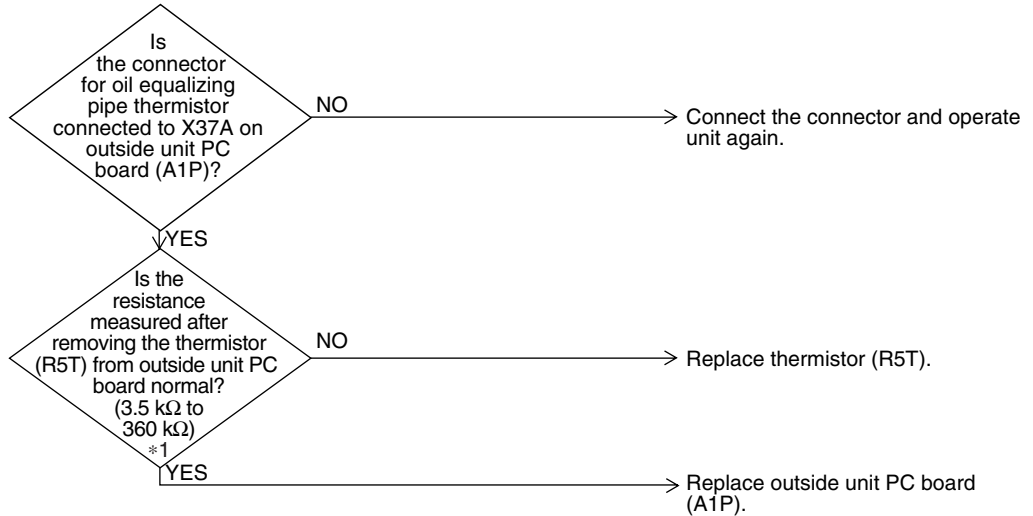 Is
the connector
for oil equalizing
pipe thermistor
connected to X37A on
outside unit PC
board (A1P)?
NO
Connect the connector and operate
unit again.
YES
Is the
resistance
measured after
removing the thermistor
(R5T) from outside unit PC
board normal?
(3.5 kΩ to
360 kΩ)
*1
NO
Replace thermistor (R5T).
YES
Replace outside unit PC board
(A1P).